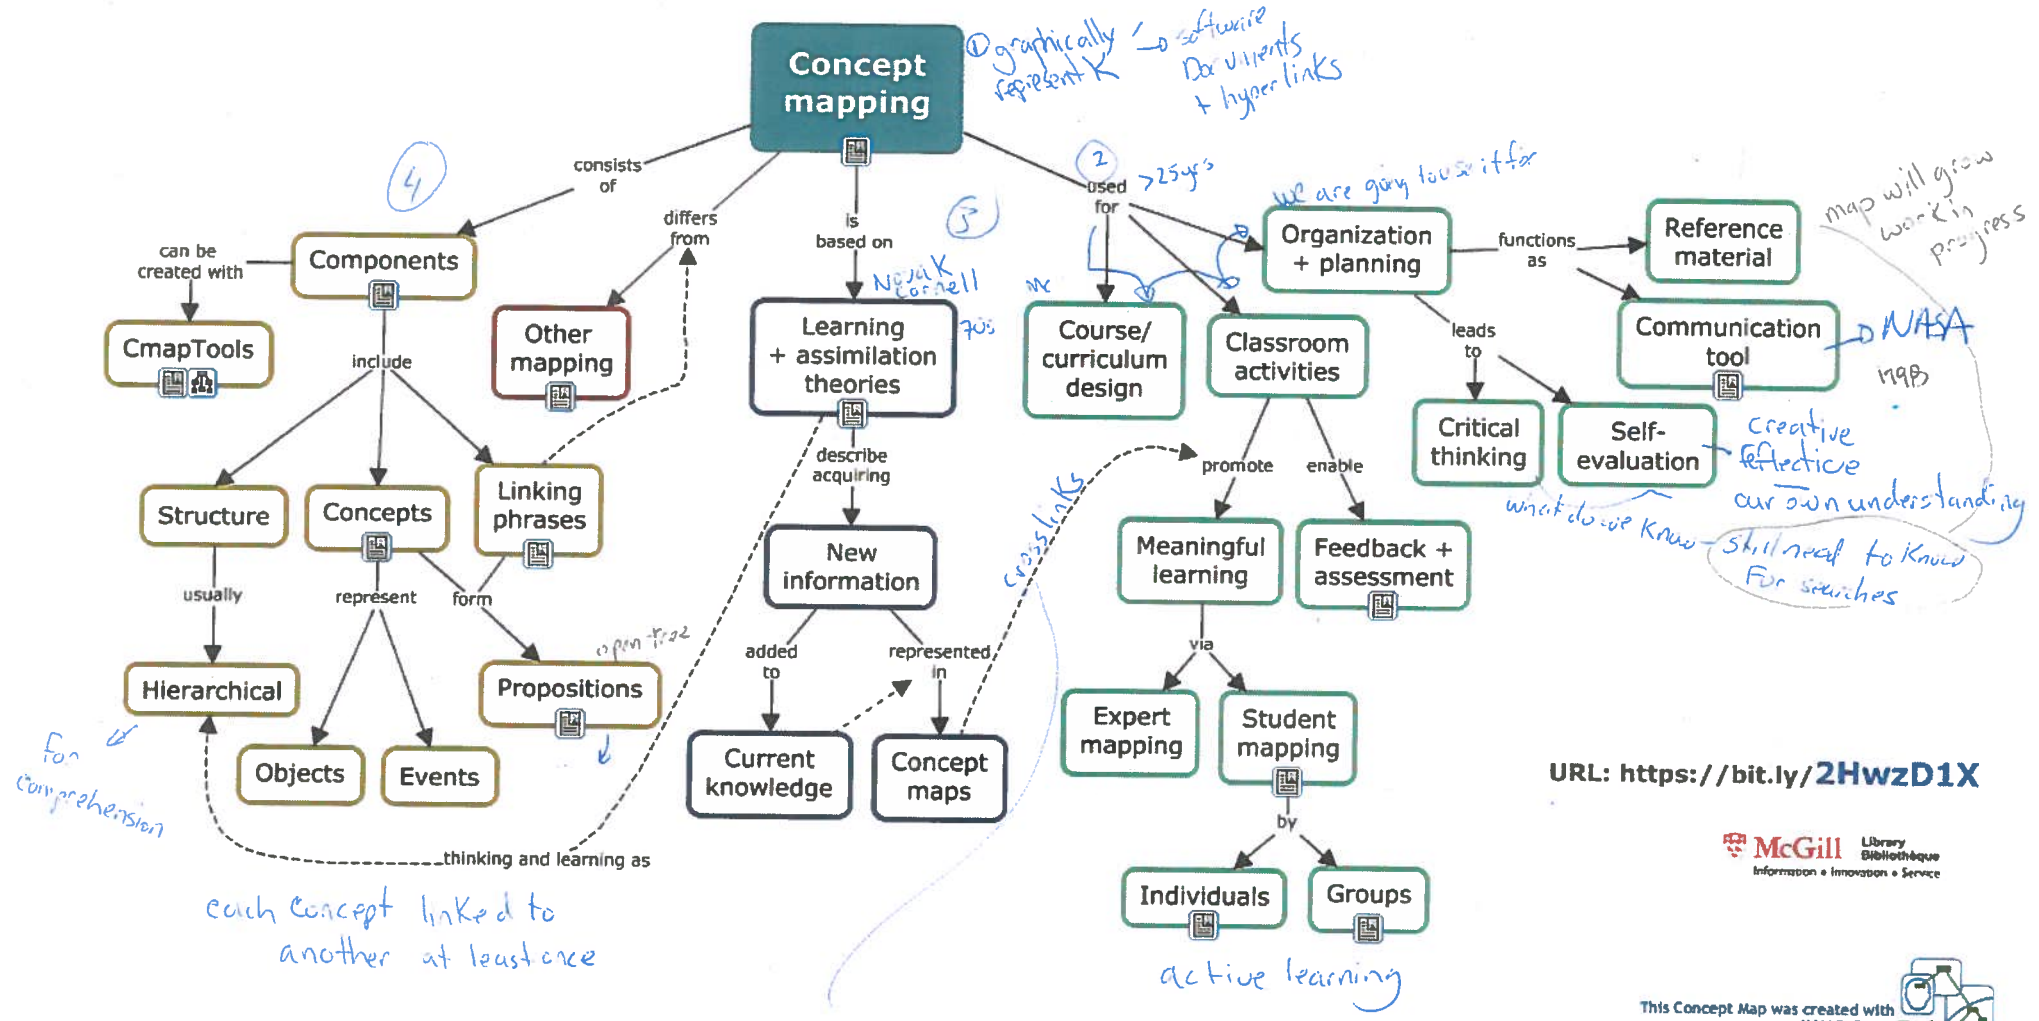 Concept
mapping
① graphically
represent K
→ software
Documents
+ hyperlinks
consists
of
4
differs
from
is
based on
3
2
used
for
>25yrs
we are going to use it for
map will grow
work in
progress
can be
created with
Components
Novak
Cornell
70s
Organization
+ planning
functions
as
Reference
material
CmapTools
include
Other
mapping
Learning
+ assimilation
theories
Course/
curriculum
design
Classroom
activities
leads
to
Communication
tool
NASA
1998
Structure
Concepts
Linking
phrases
describe
acquiring
cross links
promote
enable
Critical
thinking
Self-
evaluation
creative
reflective
our own understanding
what do we know
still need to know
For searches
usually
represent
form
New
information
Meaningful
learning
Feedback +
assessment
open-tree
added
to
represented
in
via
Hierarchical
Propositions
for
comprehension
Objects
Events
Current
knowledge
Concept
maps
Expert
mapping
Student
mapping
by
thinking and learning as
each concept linked to
another at least once
Individuals
Groups
active learning
URL: https://bit.ly/2HwzD1X
McGill
Library
Bibliothèque
Information • Innovation • Service
This Concept Map was created with